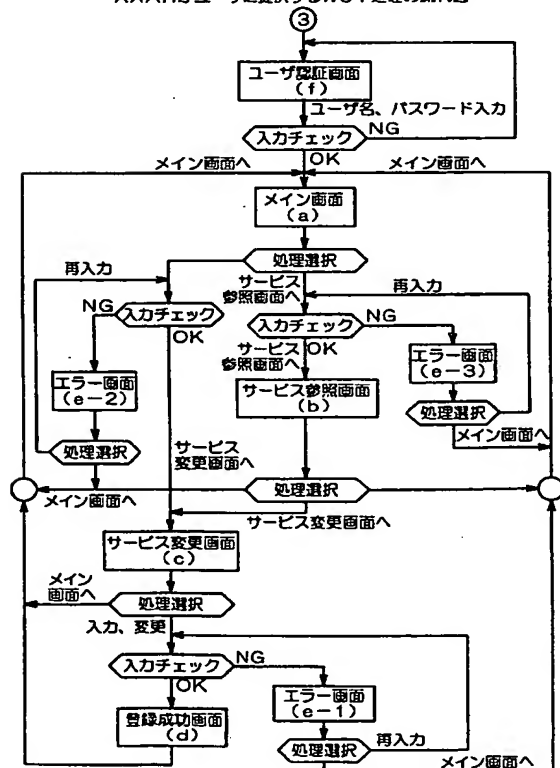 ③
ユーザ認証画面
(f)
ユーザ名、パスワード入力
入力チェック
NG
OK
メイン画面へ
メイン画面へ
メイン画面
(a)
処理選択
再入力
サービス
参照画面へ
再入力
NG
入力チェック
OK
入力チェック
NG
サービス
参照画面へ
OK
エラー画面
(e-2)
サービス参照画面
(b)
エラー画面
(e-3)
処理選択
処理選択
サービス
変更画面へ
メイン画面へ
メイン画面へ
処理選択
サービス変更画面へ
サービス変更画面
(c)
メイン
画面へ
処理選択
入力、変更
入力チェック
NG
OK
エラー画面
(e-1)
登録成功画面
(d)
処理選択
再入力
メイン画面へ